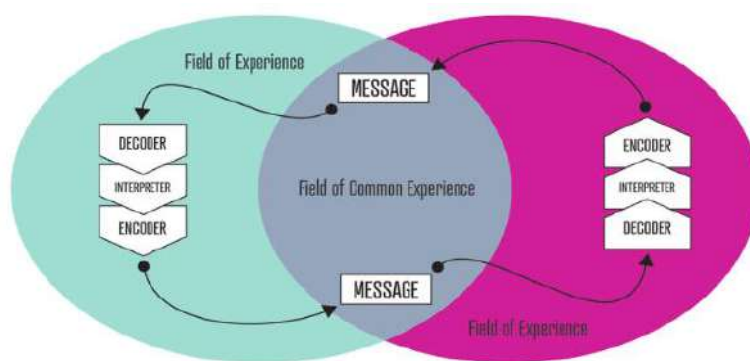 Field of Experience
MESSAGE
DECODER
INTERPRETER
ENCODER
Field of Common Experience
ENCODER
INTERPRETER
DECODER
MESSAGE
Field of Experience